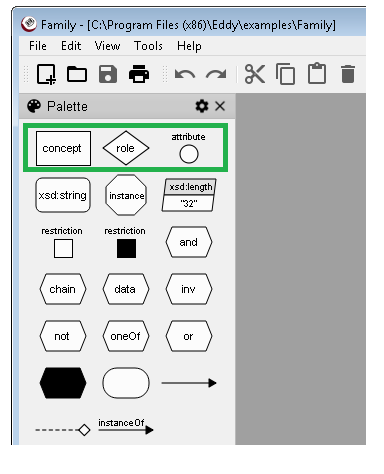 Family - [C:\Program Files (x86)\Eddy\examples\Family]
File Edit View Tools Help
Palette
concept role attribute
xsd:string instance xsd:length
"32"
restriction restriction and
chain data inv
not oneOf or
instanceOf